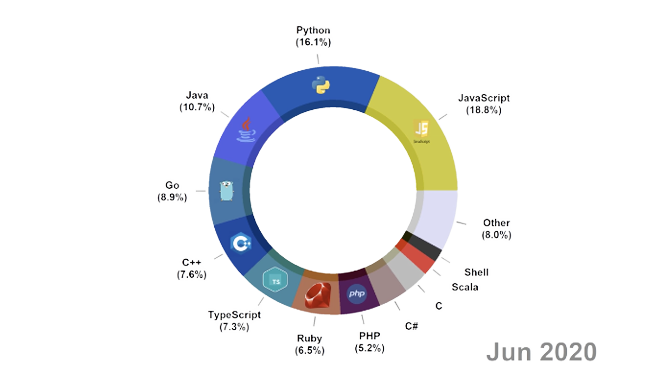 Python
(16.1%)
Java
(10.7%)
JavaScript
(18.8%)
JS
Go
(8.9%)
Other
(8.0%)
C++
(7.6%)
C++
TS
TypeScript
(7.3%)
Ruby
(6.5%)
php
PHP
(5.2%)
C#
C
Scala
Shell
Jun 2020